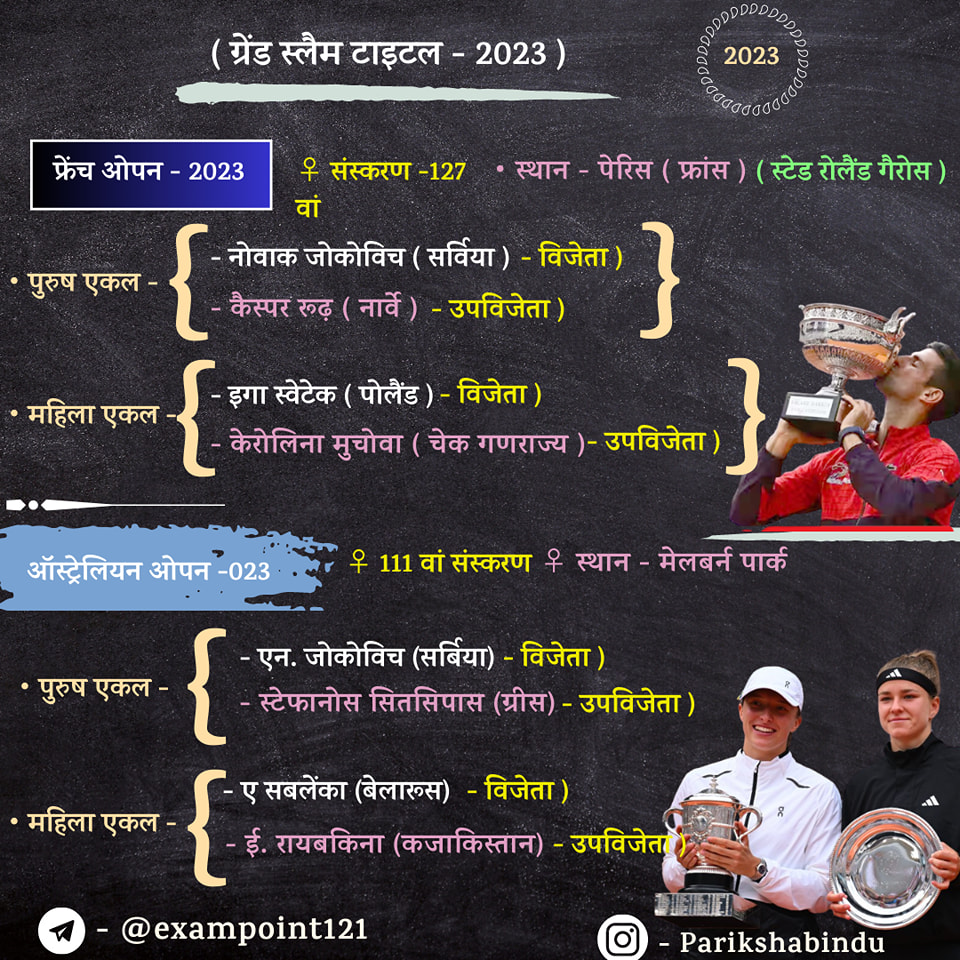 ( ग्रेंड स्लैम टाइटल - 2023 )
2023
फ्रेंच ओपन - 2023
♀ संस्करण -127 वां
• स्थान - पेरिस ( फ्रांस ) ( स्टेड रोलैंड गैरोस )
• पुरुष एकल -
- नोवाक जोकोविच ( सर्विया ) - विजेता )
- कैस्पर रूढ़ ( नार्वे ) - उपविजेता )
• महिला एकल -
- इगा स्वेटेक ( पोलैंड ) - विजेता )
- केरोलिना मुचोवा ( चेक गणराज्य )- उपविजेता )
ऑस्ट्रेलियन ओपन -023
♀ 111 वां संस्करण ♀ स्थान - मेलबर्न पार्क
• पुरुष एकल -
- एन. जोकोविच (सर्बिया) - विजेता )
- स्टेफानोस सितसिपास (ग्रीस) - उपविजेता )
• महिला एकल -
- ए सबलेंका (बेलारूस) - विजेता )
- ई. रायबकिना (कजाकिस्तान) - उपविजेता )
- @exampoint121
- Parikshabindu